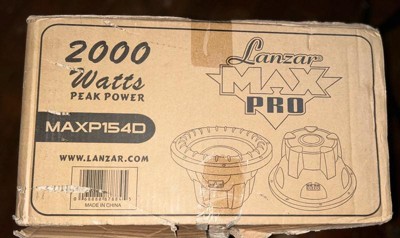 2000
Watts
PEAK POWER
MAXP154D
WWW.LANZAR.COM
MADE IN CHINA
Lanzar
MAX
PRO